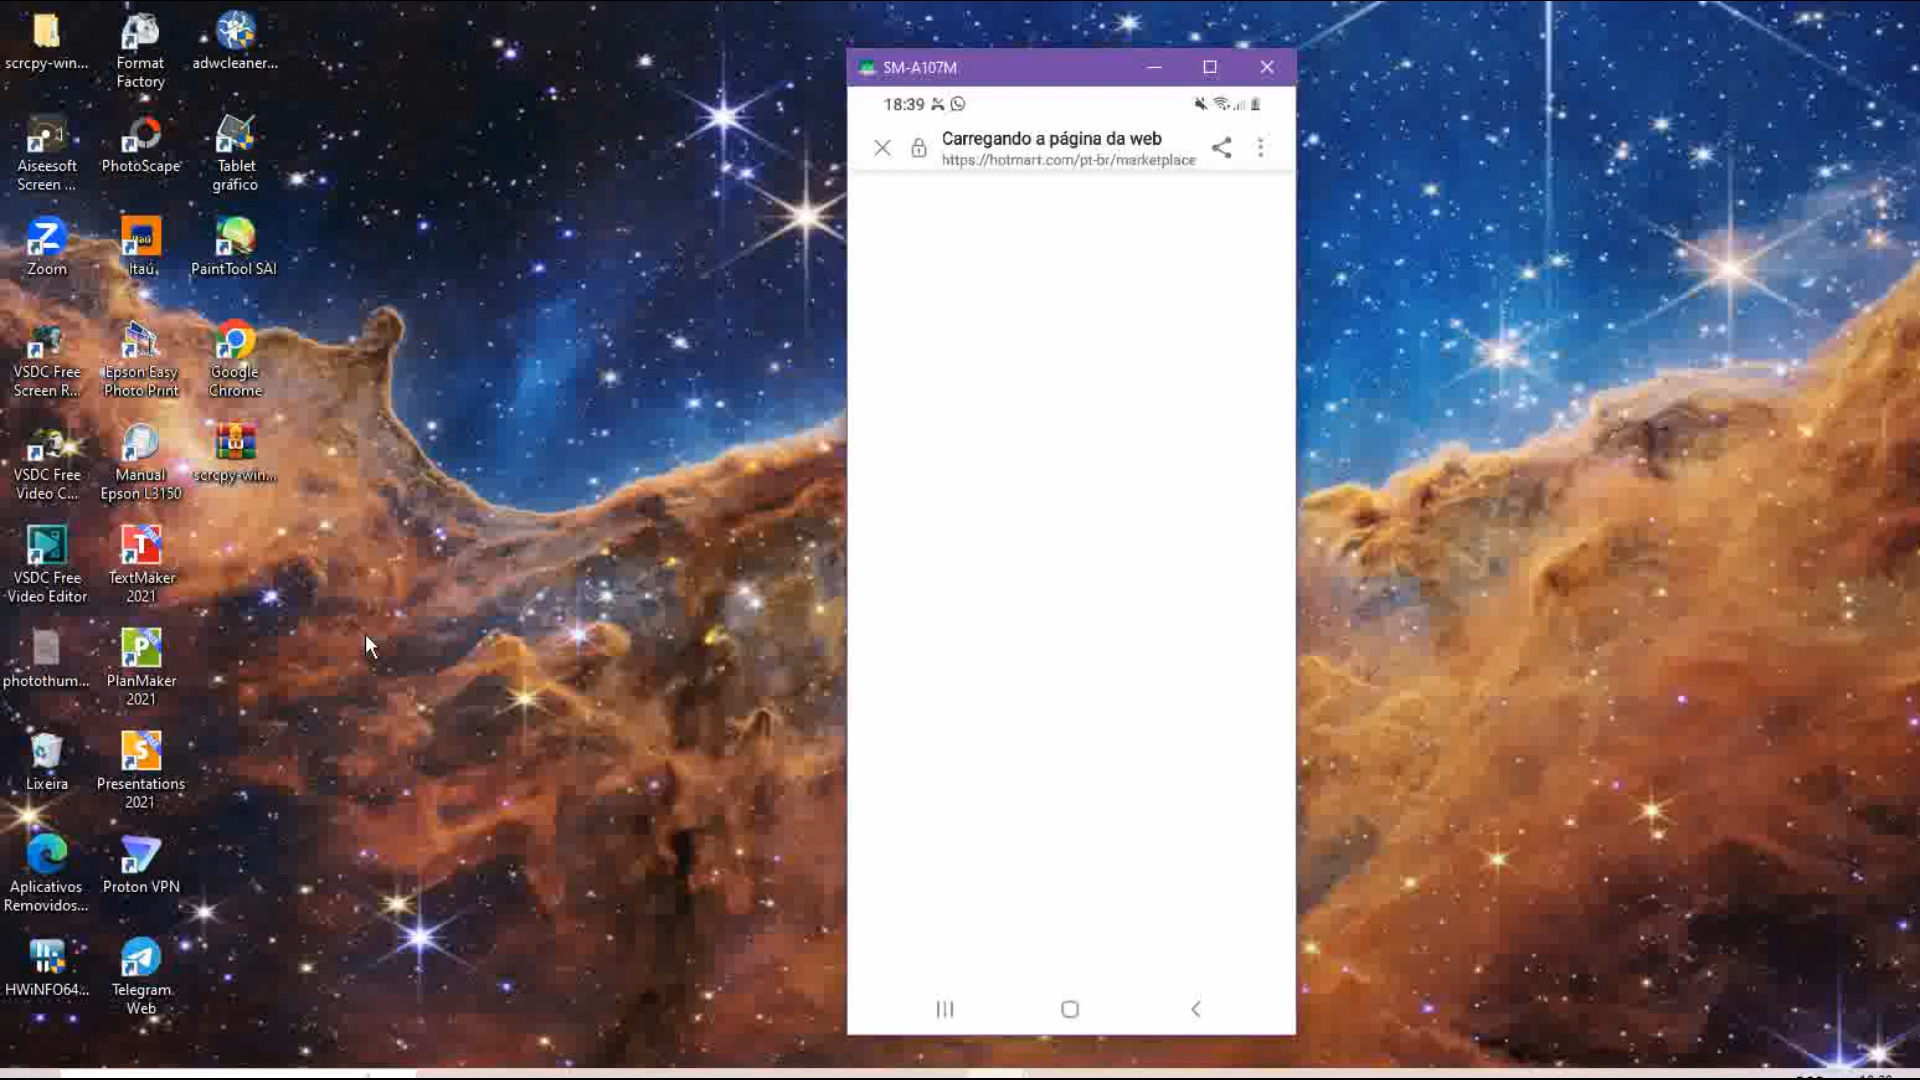 scrcpy-win...
Format
Factory
adwcleaner...
Aiseesoft
Screen ...
PhotoScape
Tablet
gráfico
Zoom
Itaú
PaintTool SAI
VSDC Free
Screen R...
Epson Easy
Photo Print
Google
Chrome
VSDC Free
Video C...
Manual
Epson L3150
scrcpy-win...
VSDC Free
Video Editor
TextMaker
2021
photothum...
PlanMaker
2021
Lixeira
Presentations
2021
Aplicativos
Removidos...
Proton VPN
HWiNFO64...
Telegram
Web
SM-A107M
18:39
Carregando a página da web
https://hotmart.com/pt-br/marketplace